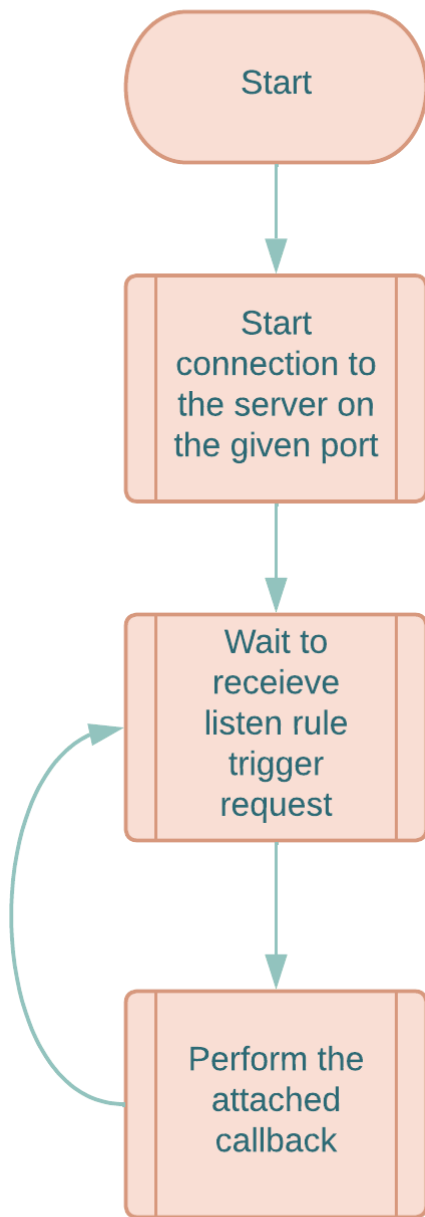 Start
Start
connection to
the server on
the given port
Wait to
receieve
listen rule
trigger
request
Perform the
attached
callback